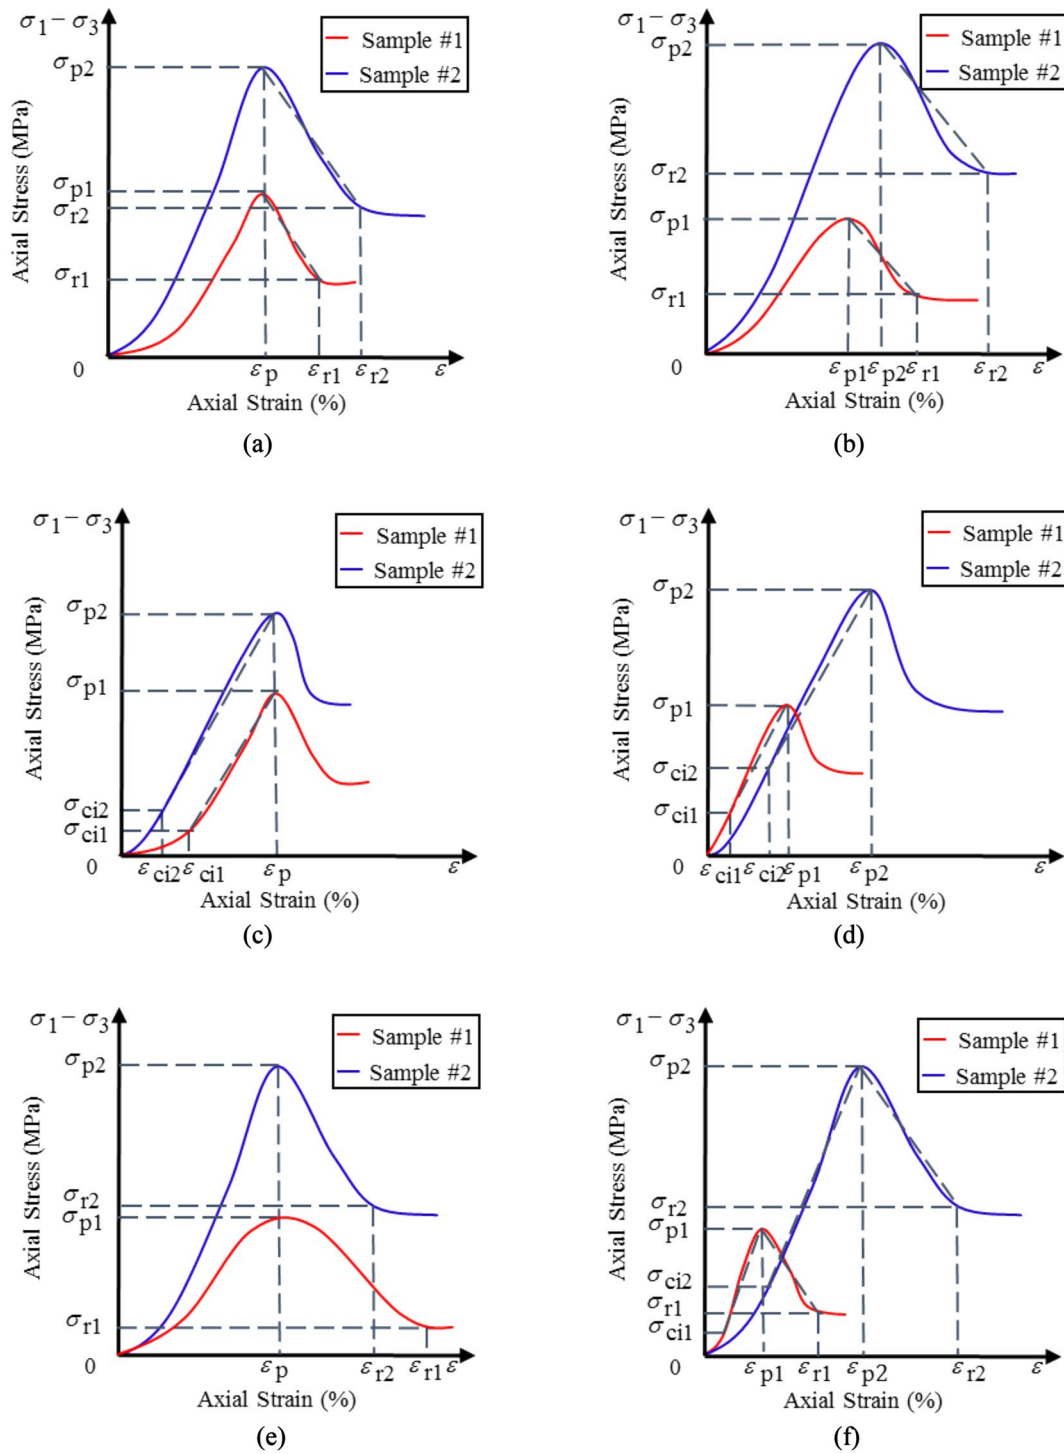 σ1 − σ3
Sample #1
Sample #2
σp2
σp1
σr2
σr1
Axial Stress (MPa)
0
εp εr1 εr2 ε
Axial Strain (%)
(a)
σ1 − σ3
Sample #1
Sample #2
σp2
σr2
σp1
σr1
Axial Stress (MPa)
0
εp1 εp2 εr1 εr2 ε
Axial Strain (%)
(b)
σ1 − σ3
Sample #1
Sample #2
σp2
σp1
σci2
σci1
Axial Stress (MPa)
0
εci2 εci1 εp ε
Axial Strain (%)
(c)
σ1 − σ3
Sample #1
Sample #2
σp2
σp1
σci2
σci1
Axial Stress (MPa)
0
εci1 εci2 εp1 εp2 ε
Axial Strain (%)
(d)
σ1 − σ3
Sample #1
Sample #2
σp2
σr2
σp1
σr1
Axial Stress (MPa)
0
εp εr2 εr1 ε
Axial Strain (%)
(e)
σ1 − σ3
Sample #1
Sample #2
σp2
σr2
σp1
σci2
σr1
σci1
Axial Stress (MPa)
0
εp1 εr1 εp2 εr2 ε
Axial Strain (%)
(f)